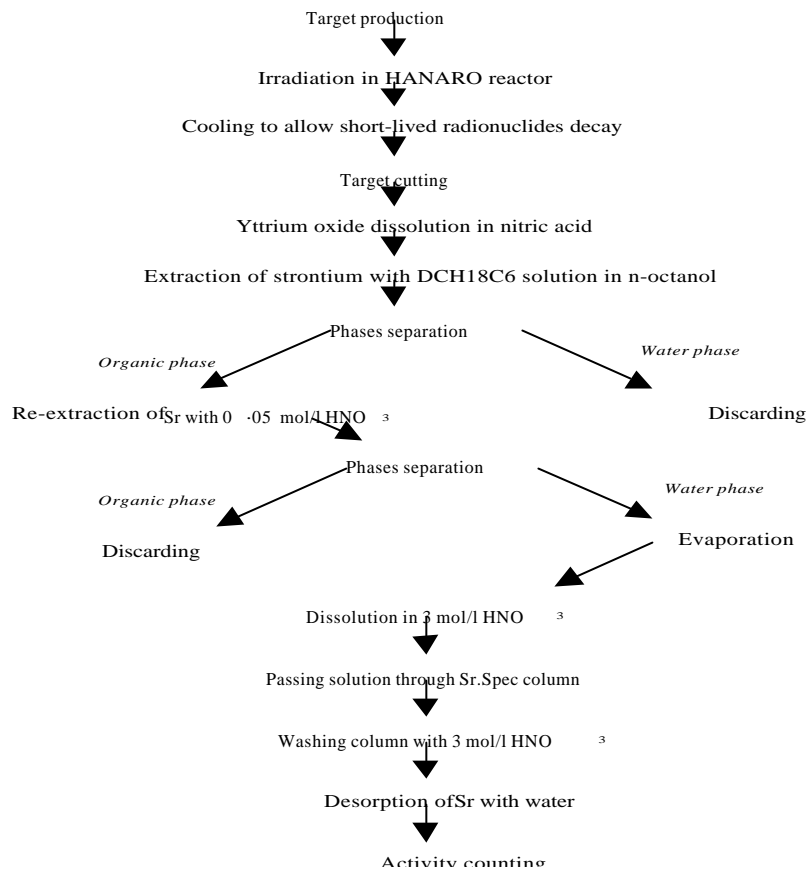 Target production
Irradiation in HANARO reactor
Cooling to allow short-lived radionuclides decay
Target cutting
Yttrium oxide dissolution in nitric acid
Extraction of strontium with DCH18C6 solution in n-octanol
Phases separation
Organic phase
Water phase
Re-extraction of Sr with 0 ·05 mol/l HNO 3
Discarding
Phases separation
Organic phase
Water phase
Discarding
Evaporation
Dissolution in 3 mol/l HNO 3
Passing solution through Sr.Spec column
Washing column with 3 mol/l HNO 3
Desorption ofSr with water
Activity counting